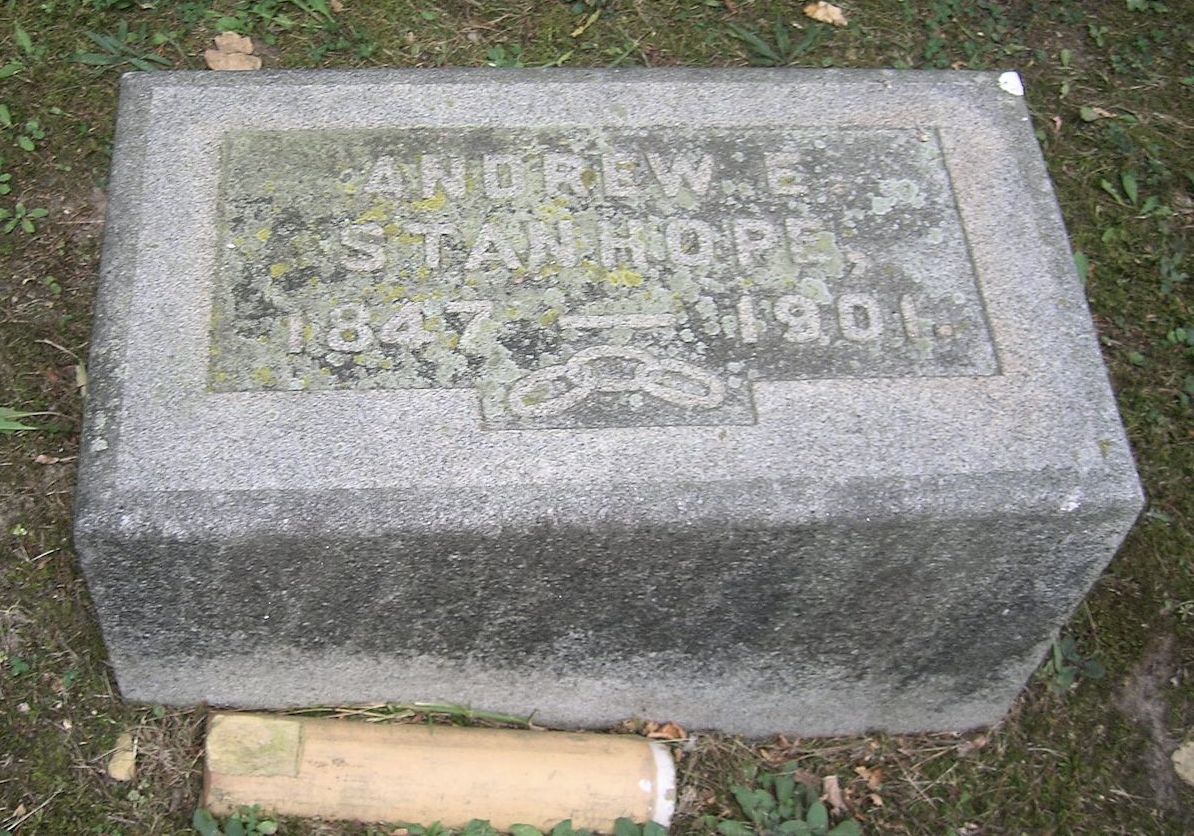 ANDREW E
STANHOPE,
1847 — 1901.